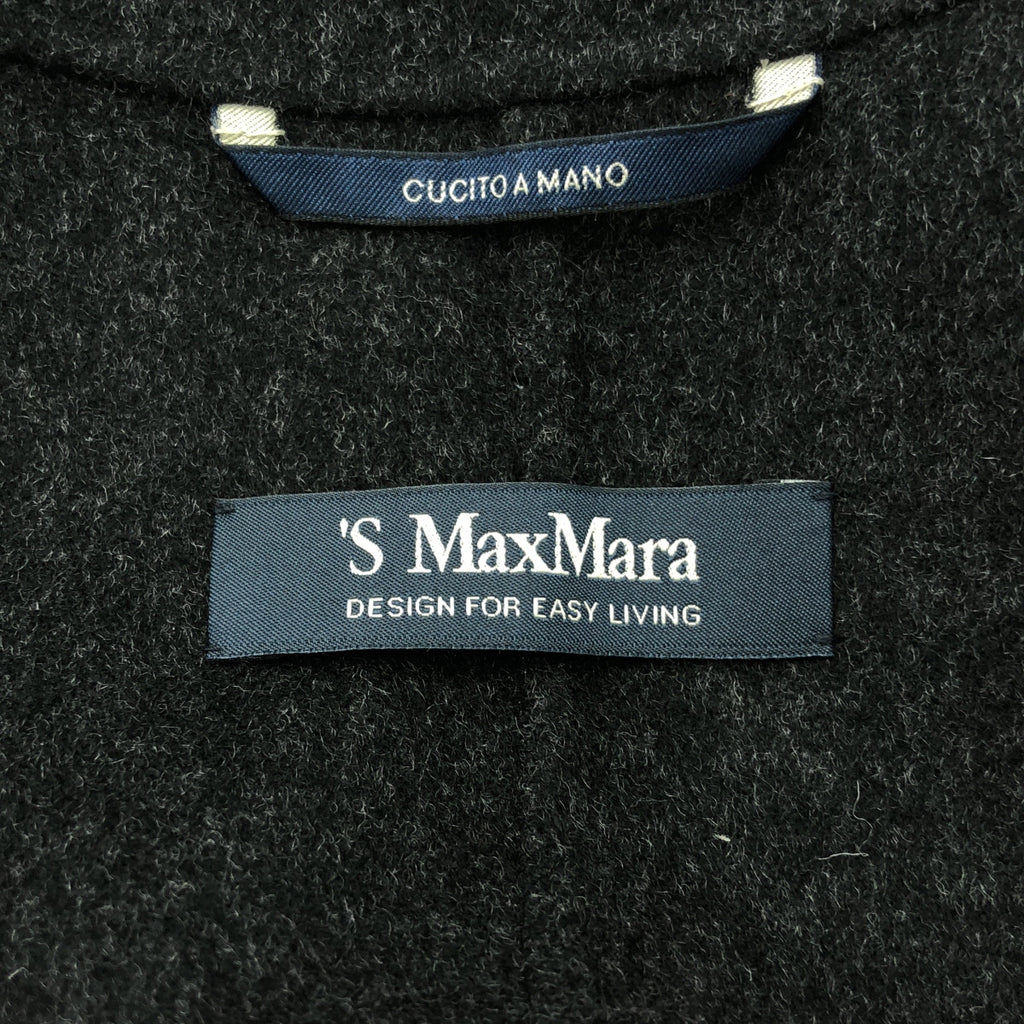 CUCITO A MANO
'S MaxMara
DESIGN FOR EASY LIVING